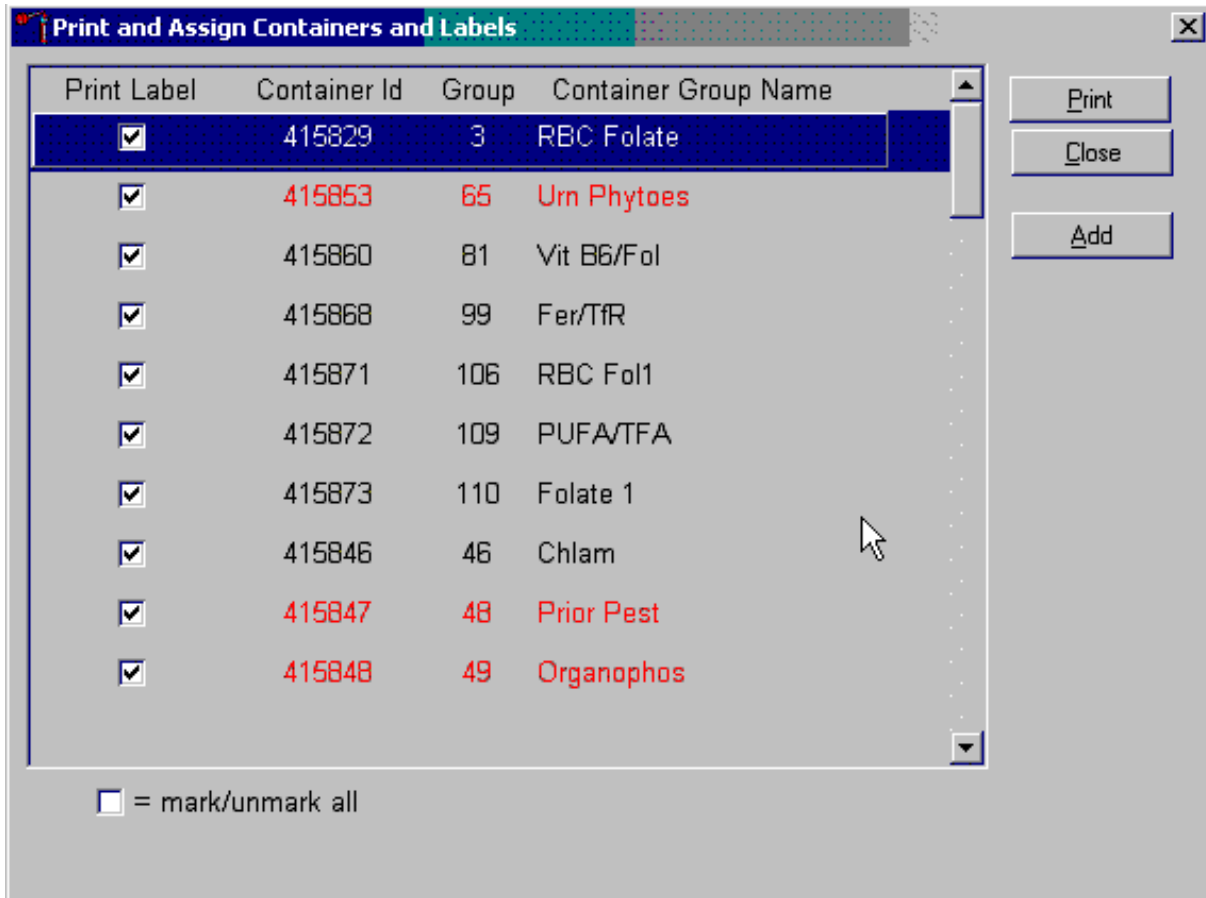 Print and Assign Containers and Labels
Print Label Container Id Group Container Group Name
415829 3 RBC Folate
415853 65 Urn Phytoes
415860 81 Vit B6/Fol
415868 99 Fer/TfR
415871 106 RBC Fol1
415872 109 PUFA/TFA
415873 110 Folate 1
415846 46 Chlam
415847 48 Prior Pest
415848 49 Organophos
= mark/unmark all
Print
Close
Add